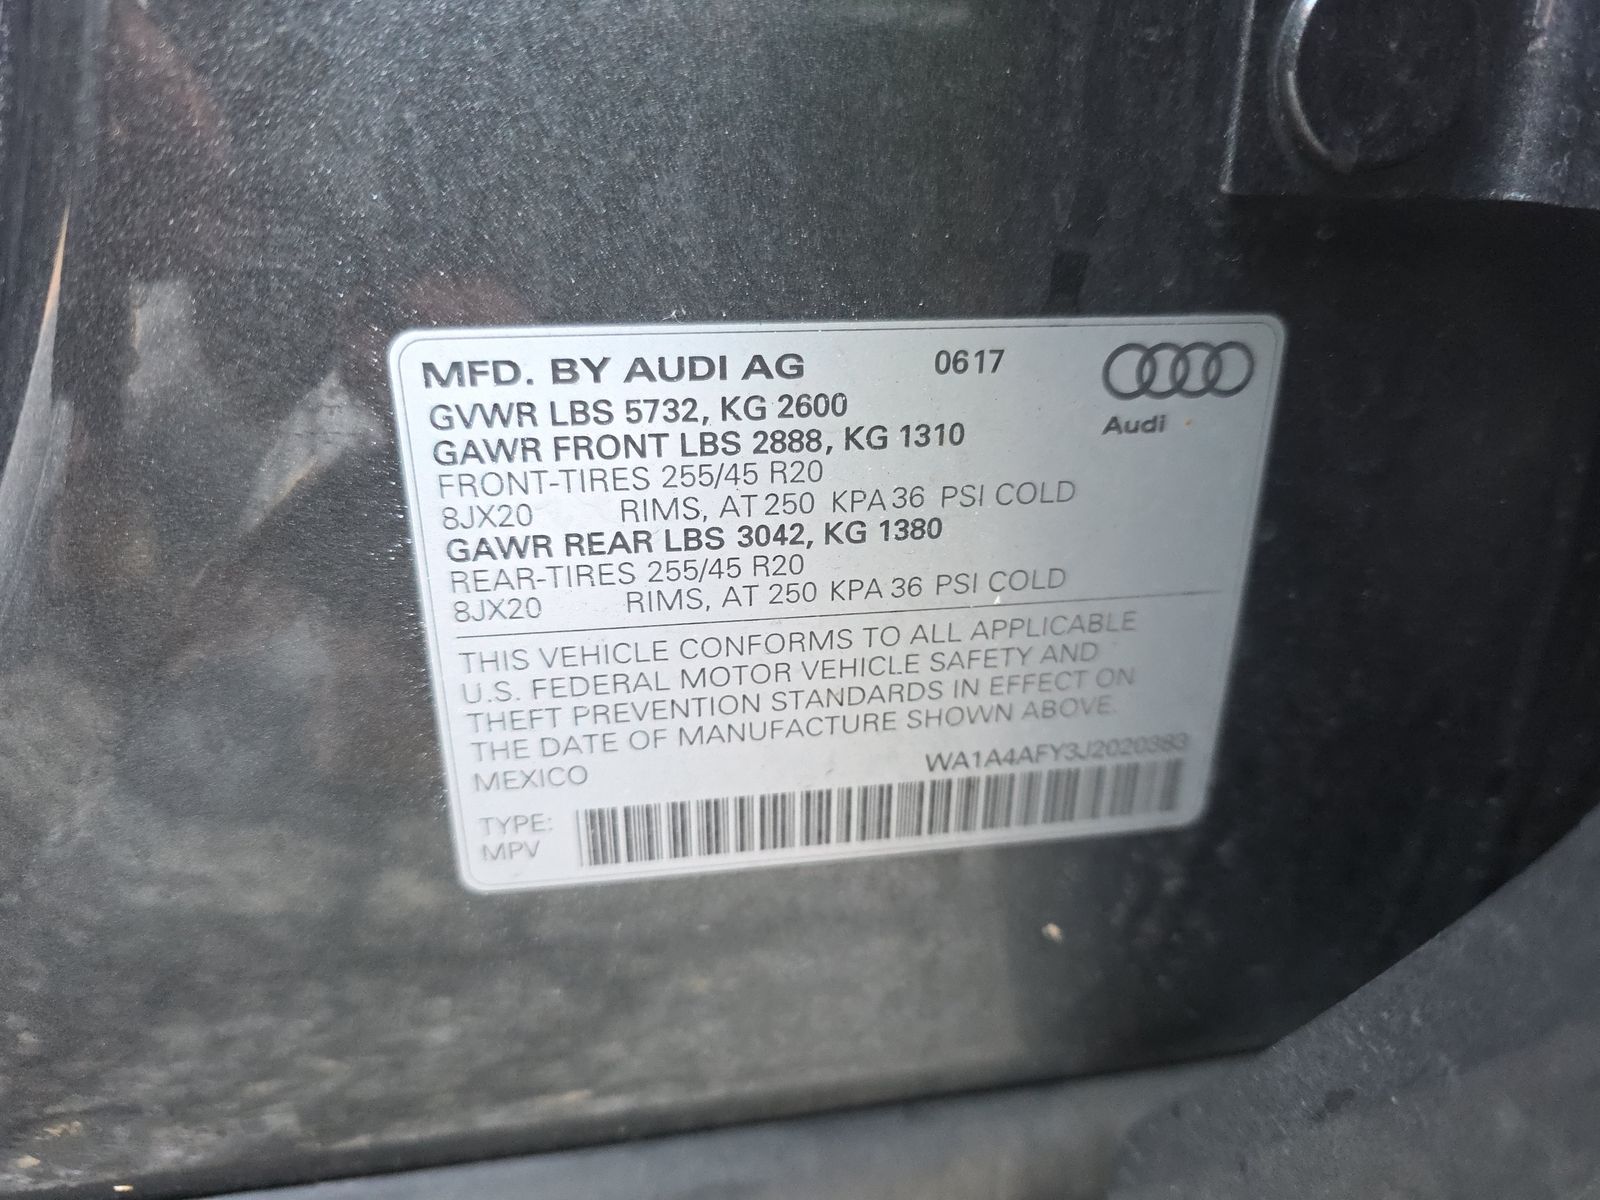 MFD. BY AUDI AG 0617
Audi
GVWR LBS 5732, KG 2600
GAWR FRONT LBS 2888, KG 1310
FRONT-TIRES 255/45 R20
8JX20 RIMS, AT 250 KPA 36 PSI COLD
GAWR REAR LBS 3042, KG 1380
REAR-TIRES 255/45 R20
8JX20 RIMS, AT 250 KPA 36 PSI COLD
THIS VEHICLE CONFORMS TO ALL APPLICABLE
U.S. FEDERAL MOTOR VEHICLE SAFETY AND
THEFT PREVENTION STANDARDS IN EFFECT ON
THE DATE OF MANUFACTURE SHOWN ABOVE.
MEXICO WA1A4AFY3J2020383
TYPE:
MPV